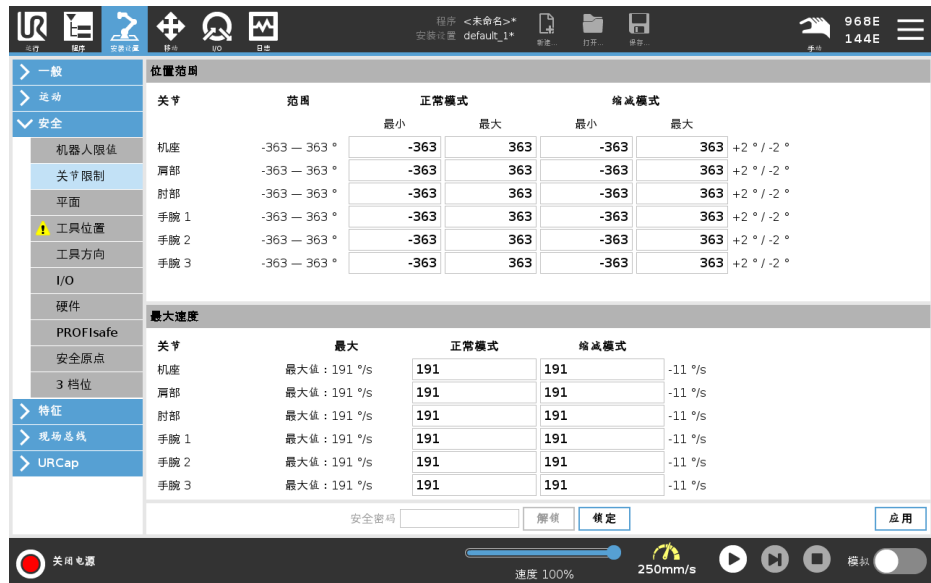 程序 <未命名>*
安装设置 default_1*
968E
144E
运行 程序 安装设置 移动 I/O 日志 新建... 打开... 保存... 手动
一般
运动
安全
机器人限值
关节限制
平面
工具位置
工具方向
I/O
硬件
PROFIsafe
安全原点
3 档位
特征
现场总线
URCap
位置范围
关节 范围 正常模式 缩减模式
最小 最大 最小 最大
机座 -363 — 363 ° -363 363 -363 363 +2 ° / -2 °
肩部 -363 — 363 ° -363 363 -363 363 +2 ° / -2 °
肘部 -363 — 363 ° -363 363 -363 363 +2 ° / -2 °
手腕 1 -363 — 363 ° -363 363 -363 363 +2 ° / -2 °
手腕 2 -363 — 363 ° -363 363 -363 363 +2 ° / -2 °
手腕 3 -363 — 363 ° -363 363 -363 363 +2 ° / -2 °
最大速度
关节 最大 正常模式 缩减模式
机座 最大值：191 °/s 191 191 -11 °/s
肩部 最大值：191 °/s 191 191 -11 °/s
肘部 最大值：191 °/s 191 191 -11 °/s
手腕 1 最大值：191 °/s 191 191 -11 °/s
手腕 2 最大值：191 °/s 191 191 -11 °/s
手腕 3 最大值：191 °/s 191 191 -11 °/s
安全密码 解锁 锁定 应用
关闭电源
速度 100%
250mm/s
模拟